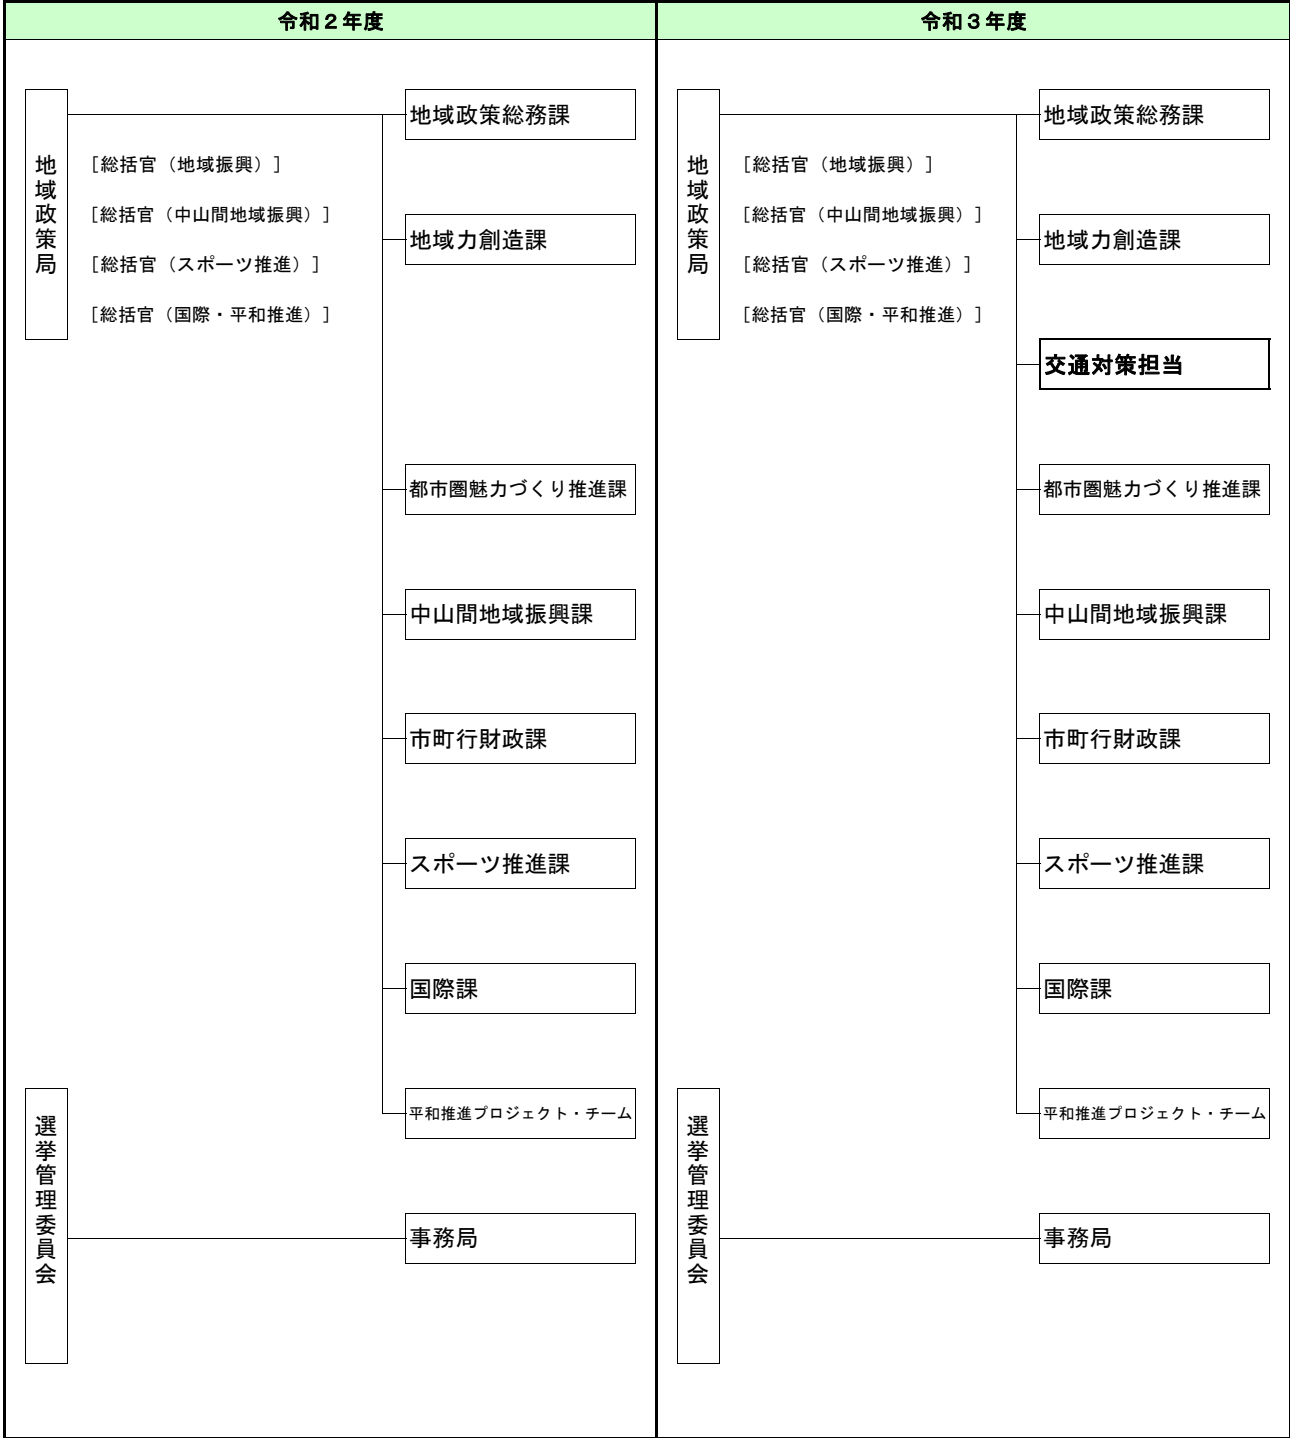 令和２年度
地域政策局
［総括官（地域振興）］
［総括官（中山間地域振興）］
［総括官（スポーツ推進）］
［総括官（国際・平和推進）］
地域政策総務課
地域力創造課
都市圏魅力づくり推進課
中山間地域振興課
市町行財政課
スポーツ推進課
国際課
平和推進プロジェクト・チーム
選挙管理委員会
事務局
令和３年度
地域政策局
［総括官（地域振興）］
［総括官（中山間地域振興）］
［総括官（スポーツ推進）］
［総括官（国際・平和推進）］
地域政策総務課
地域力創造課
交通対策担当
都市圏魅力づくり推進課
中山間地域振興課
市町行財政課
スポーツ推進課
国際課
平和推進プロジェクト・チーム
選挙管理委員会
事務局